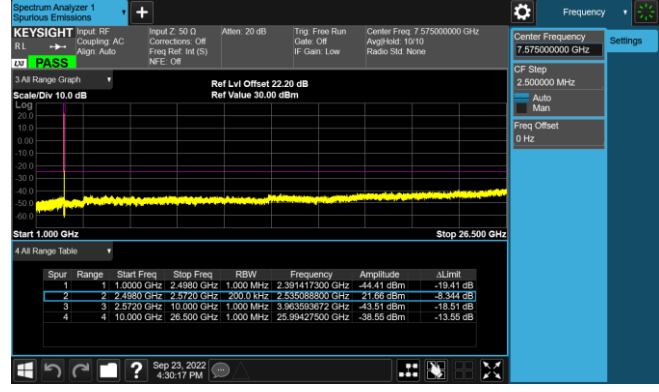 Spectrum Analyzer 1
Spurious Emissions
+
Frequency
KEYSIGHT Input: RF Input Z: 50 Ω Atten: 20 dB Trig: Free Run Center Freq: 7.575000000 GHz
RL Coupling: AC Corrections: Off Gate: Off Avg|Hold: 10/10
Align: Auto Freq Ref: Int (S) IF Gain: Low Radio Std: None
NFE: Off
LXI PASS
Center Frequency
7.575000000 GHz
Settings
CF Step
2.500000 MHz
Auto
Man
Freq Offset
0 Hz
3 All Range Graph
Ref Lvl Offset 22.20 dB
Scale/Div 10.0 dB Ref Value 30.00 dBm
Log
20.0
10.0
0.00
-10.0
-20.0
-30.0
-40.0
-50.0
-60.0
Start 1.000 GHz Stop 26.500 GHz
4 All Range Table
Spur Range Start Freq Stop Freq RBW Frequency Amplitude ΔLimit
1 1 1.0000 GHz 2.4980 GHz 1.000 MHz 2.391417300 GHz -44.41 dBm -19.41 dB
2 2 2.4980 GHz 2.5720 GHz 200.0 kHz 2.535088800 GHz 21.66 dBm -8.344 dB
3 3 2.5720 GHz 10.000 GHz 1.000 MHz 3.963593672 GHz -43.51 dBm -18.51 dB
4 4 10.000 GHz 26.500 GHz 1.000 MHz 25.99427500 GHz -38.55 dBm -13.55 dB
?
Sep 23, 2022
4:30:17 PM